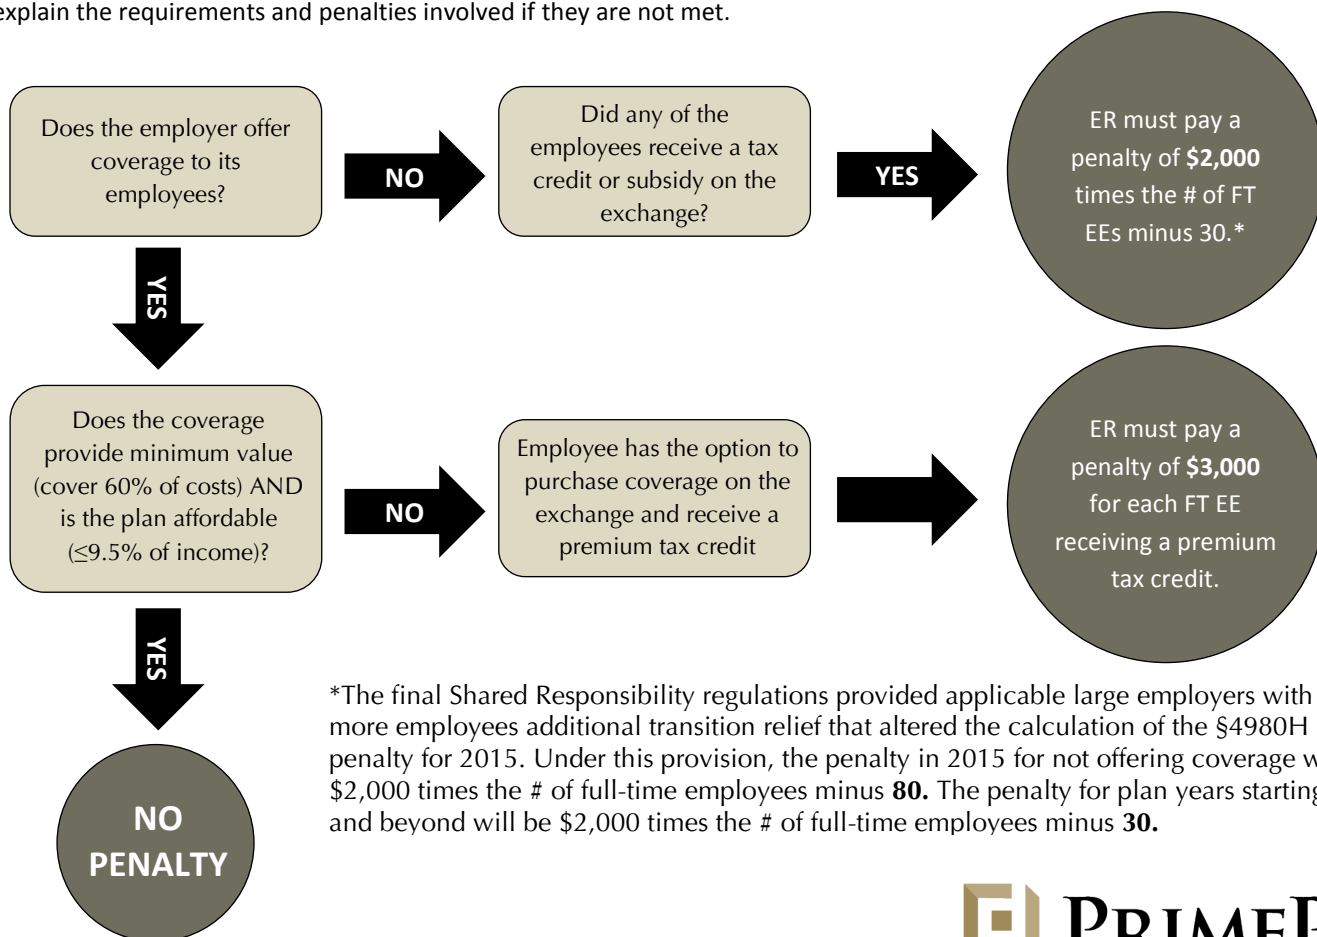 explain the requirements and penalties involved if they are not met.
Does the employer offer
coverage to its
employees?
NO
Did any of the
employees receive a tax
credit or subsidy on the
exchange?
YES
ER must pay a
penalty of $2,000
times the # of FT
EEs minus 30.*
YES
Does the coverage
provide minimum value
(cover 60% of costs) AND
is the plan affordable
(≤9.5% of income)?
NO
Employee has the option to
purchase coverage on the
exchange and receive a
premium tax credit
ER must pay a
penalty of $3,000
for each FT EE
receiving a premium
tax credit.
YES
NO
PENALTY
*The final Shared Responsibility regulations provided applicable large employers with
more employees additional transition relief that altered the calculation of the §4980H
penalty for 2015. Under this provision, the penalty in 2015 for not offering coverage
$2,000 times the # of full-time employees minus 80. The penalty for plan years starting
and beyond will be $2,000 times the # of full-time employees minus 30.